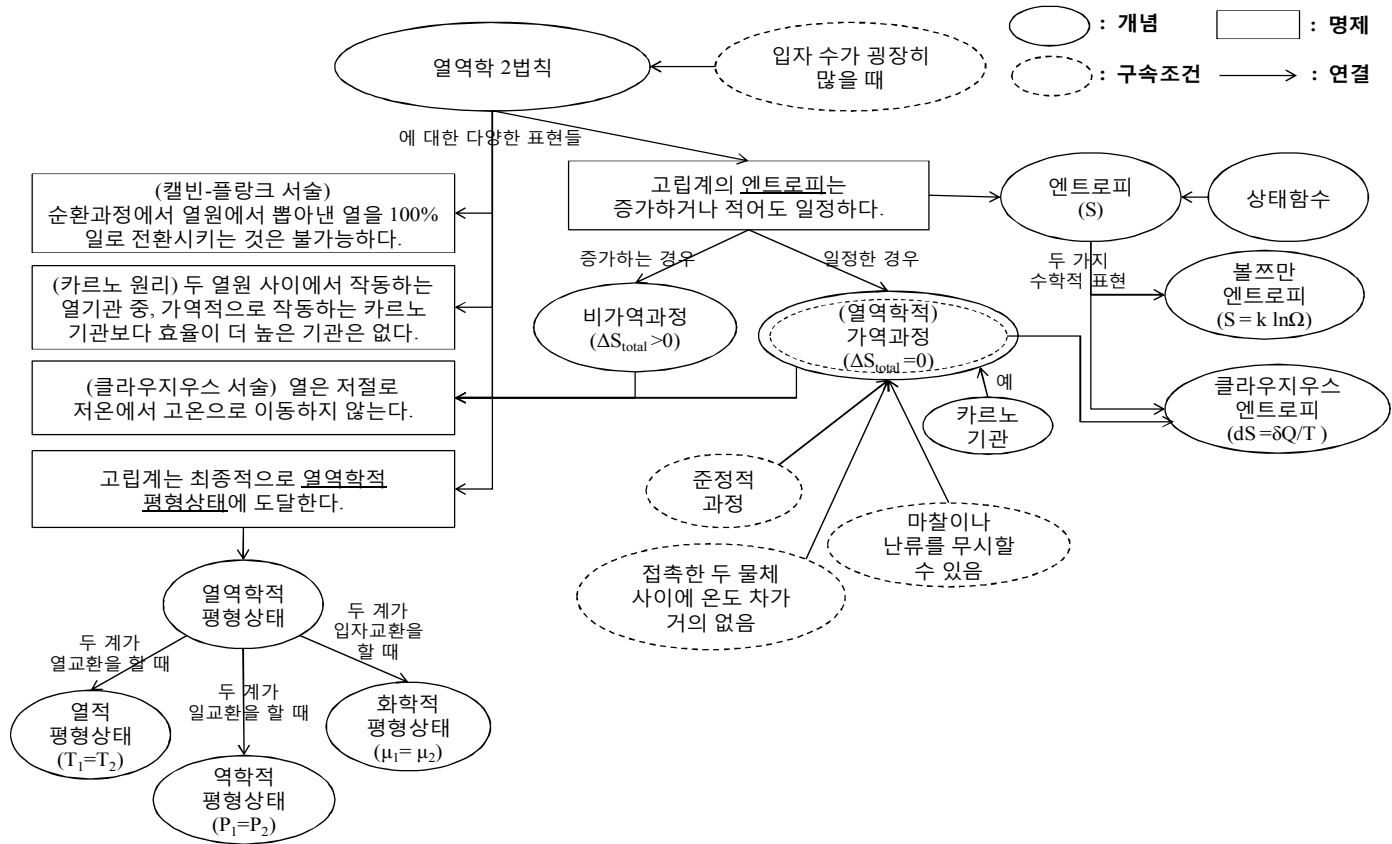 열역학 2법칙
입자 수가 굉장히
많을 때
: 개념
: 명제
: 구속조건
: 연결
에 대한 다양한 표현들
(캘빈-플랑크 서술)
순환과정에서 열원에서 뽑아낸 열을 100%
일로 전환시키는 것은 불가능하다.
(카르노 원리) 두 열원 사이에서 작동하는
열기관 중, 가역적으로 작동하는 카르노
기관보다 효율이 더 높은 기관은 없다.
(클라우지우스 서술) 열은 저절로
저온에서 고온으로 이동하지 않는다.
고립계는 최종적으로 열역학적
평형상태에 도달한다.
고립계의 엔트로피는
증가하거나 적어도 일정하다.
엔트로피
(S)
상태함수
증가하는 경우
일정한 경우
두 가지
수학적 표현
비가역과정
(ΔS_total >0)
(열역학적)
가역과정
(ΔS_total =0)
볼쯔만
엔트로피
(S = k lnΩ)
클라우지우스
엔트로피
(dS =δQ/T )
예
카르노
기관
준정적
과정
접촉한 두 물체
사이에 온도 차가
거의 없음
마찰이나
난류를 무시할
수 있음
열역학적
평형상태
두 계가
열교환을 할 때
두 계가
일교환을 할 때
두 계가
입자교환을
할 때
열적
평형상태
(T₁=T₂)
역학적
평형상태
(P₁=P₂)
화학적
평형상태
(μ₁= μ₂)